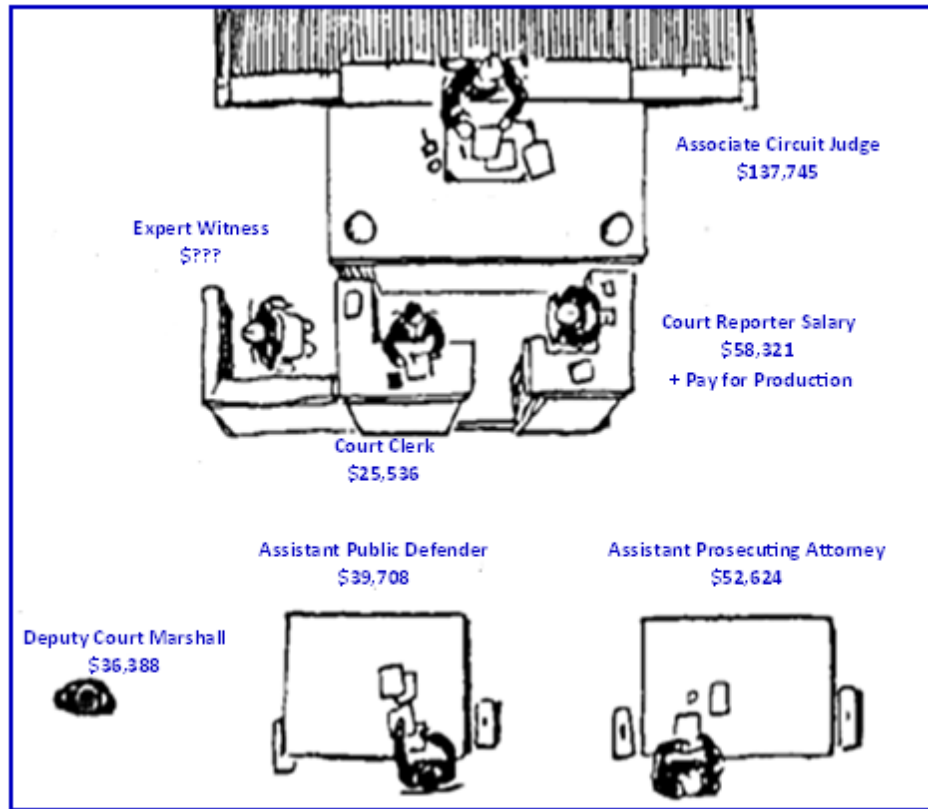 Associate Circuit Judge
$137,745
Expert Witness
$???
Court Reporter Salary
$58,321
+ Pay for Production
Court Clerk
$25,536
Assistant Public Defender
$39,708
Assistant Prosecuting Attorney
$52,624
Deputy Court Marshall
$36,388